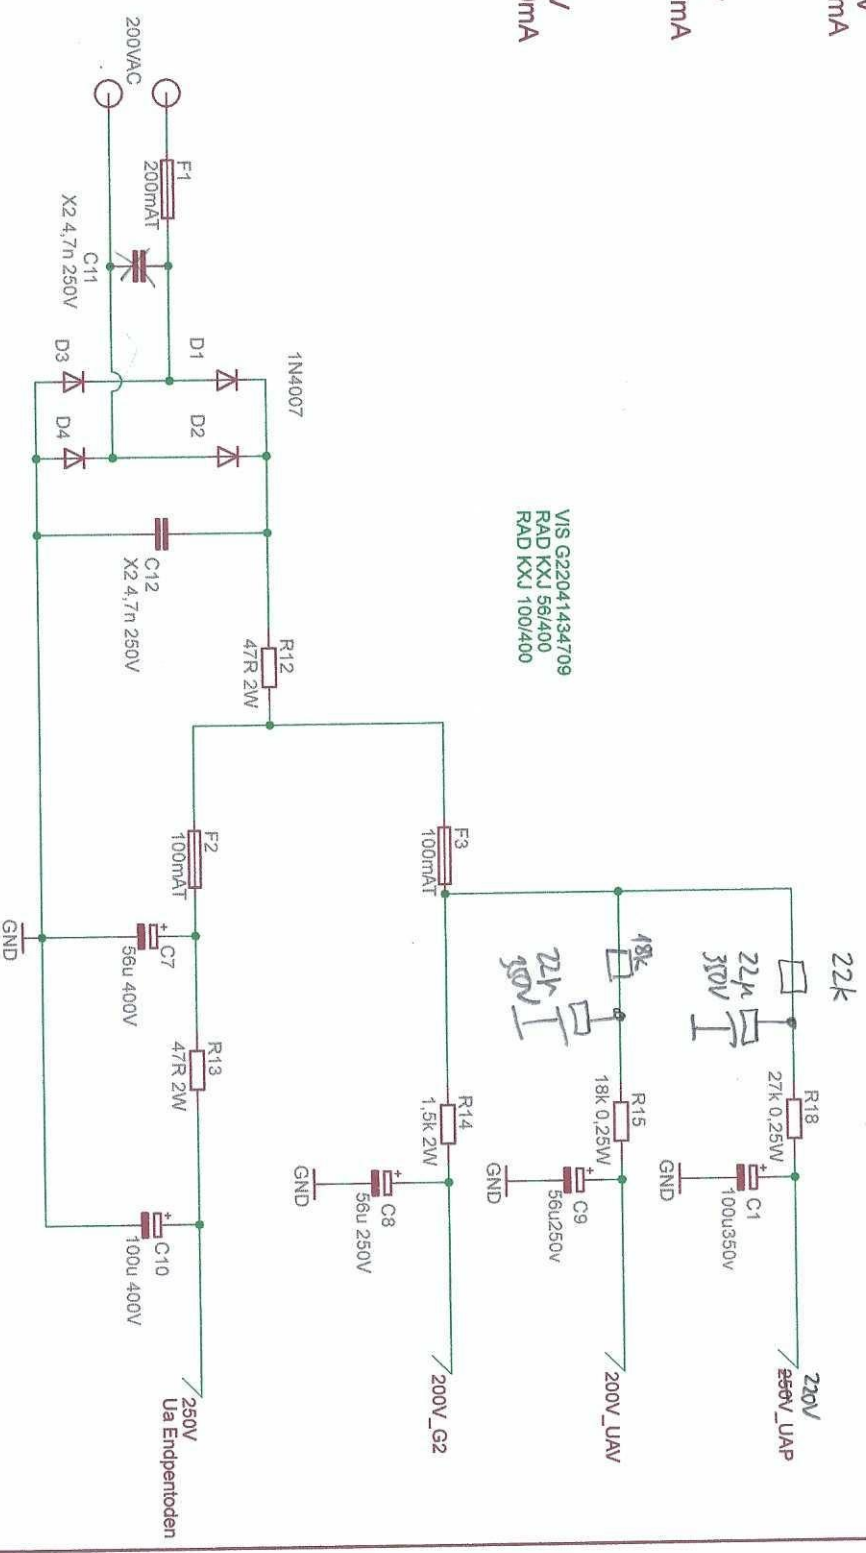 mA
mA
V
mA
200VAC
F1
200mAT
C11
X2 4,7n 250V
D1
D3
D2
D4
1N4007
C12
X2 4,7n 250V
VIS G22041434709
RAD KXJ 56/400
RAD KXJ 100/400
R12
47R 2W
F2
100mAT
F3
100mAT
GND
+
C7
56u 400V
R13
47R 2W
+
C10
100u 400V
250V
Ua Endpentoden
R14
1,5k 2W
+
C8
56u 250V
GND
200V_G2
18k
22µ
350V
R15
18k 0,25W
+
C9
56u250v
GND
200V_UAV
22k
22µ
350V
R18
27k 0,25W
+
C1
100u350v
GND
220V
250V_UAP